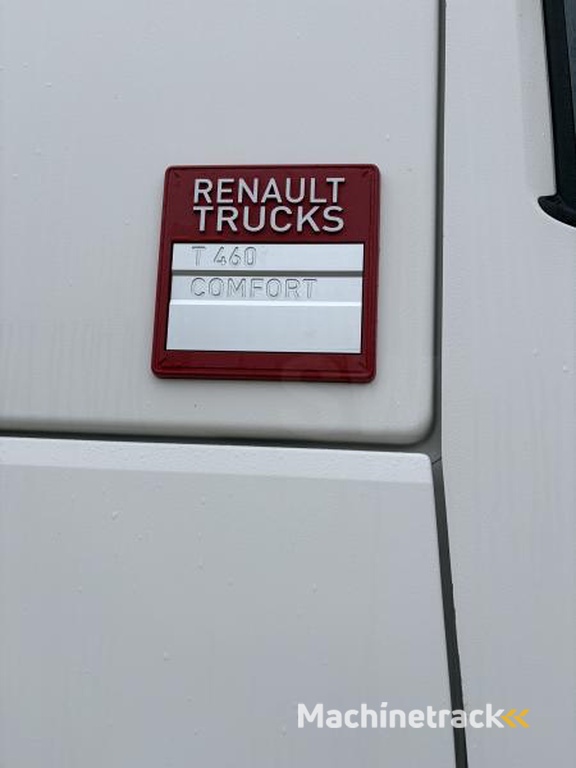 RENAULT
TRUCKS
T 460
COMFORT
Machinetrack